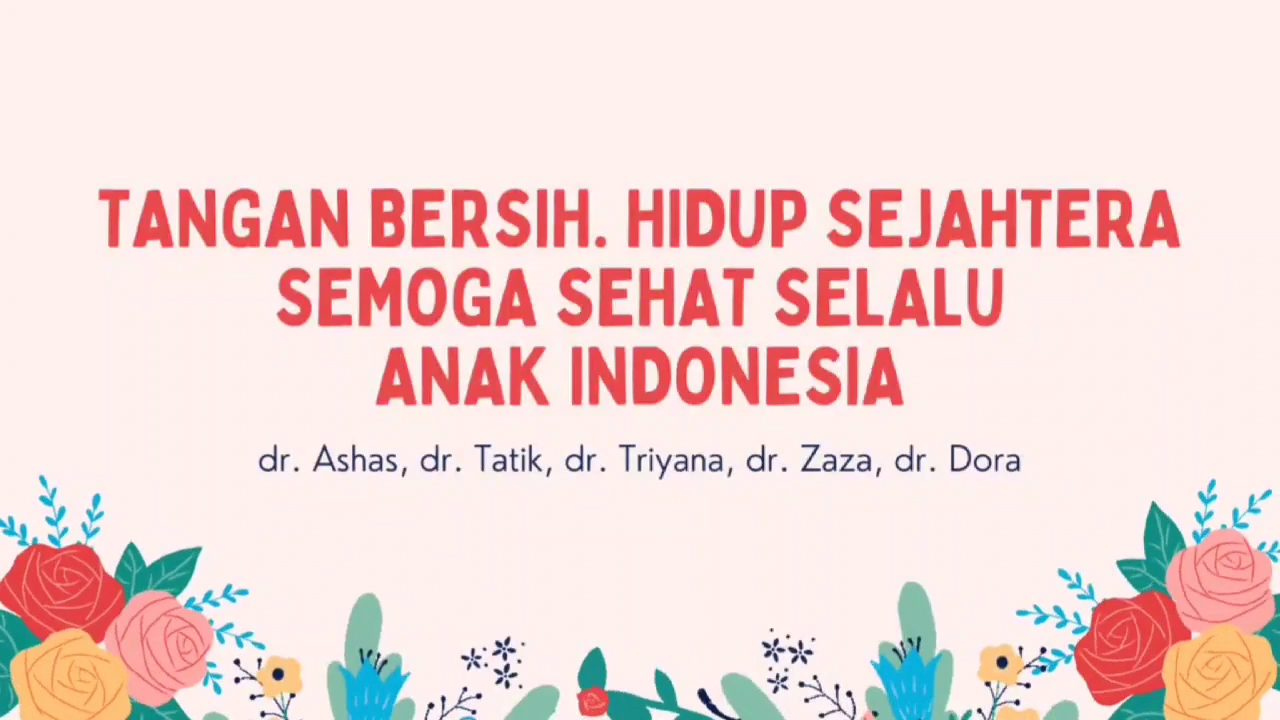 TANGAN BERSIH. HIDUP SEJAHTERA
SEMOGA SEHAT SELALU
ANAK INDONESIA
dr. Ashas, dr. Tatik, dr. Triyana, dr. Zaza, dr. Dora